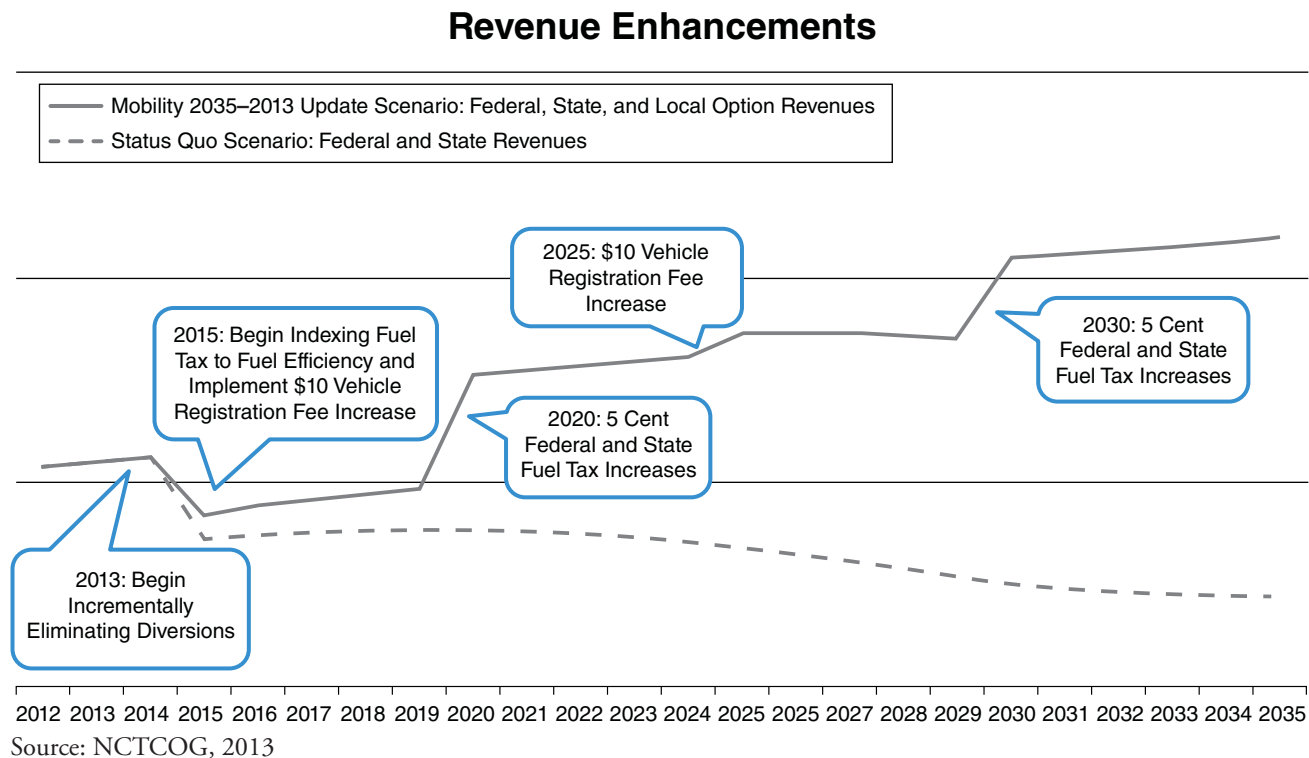 Revenue Enhancements
Mobility 2035–2013 Update Scenario: Federal, State, and Local Option Revenues
Status Quo Scenario: Federal and State Revenues
2025: $10 Vehicle
Registration Fee
Increase
2015: Begin Indexing Fuel
Tax to Fuel Efficiency and
Implement $10 Vehicle
Registration Fee Increase
2030: 5 Cent
Federal and State
Fuel Tax Increases
2020: 5 Cent
Federal and State
Fuel Tax Increases
2013: Begin
Incrementally
Eliminating Diversions
2012 2013 2014 2015 2016 2017 2018 2019 2020 2021 2022 2023 2024 2025 2025 2027 2028 2029 2030 2031 2032 2033 2034 2035
Source: NCTCOG, 2013